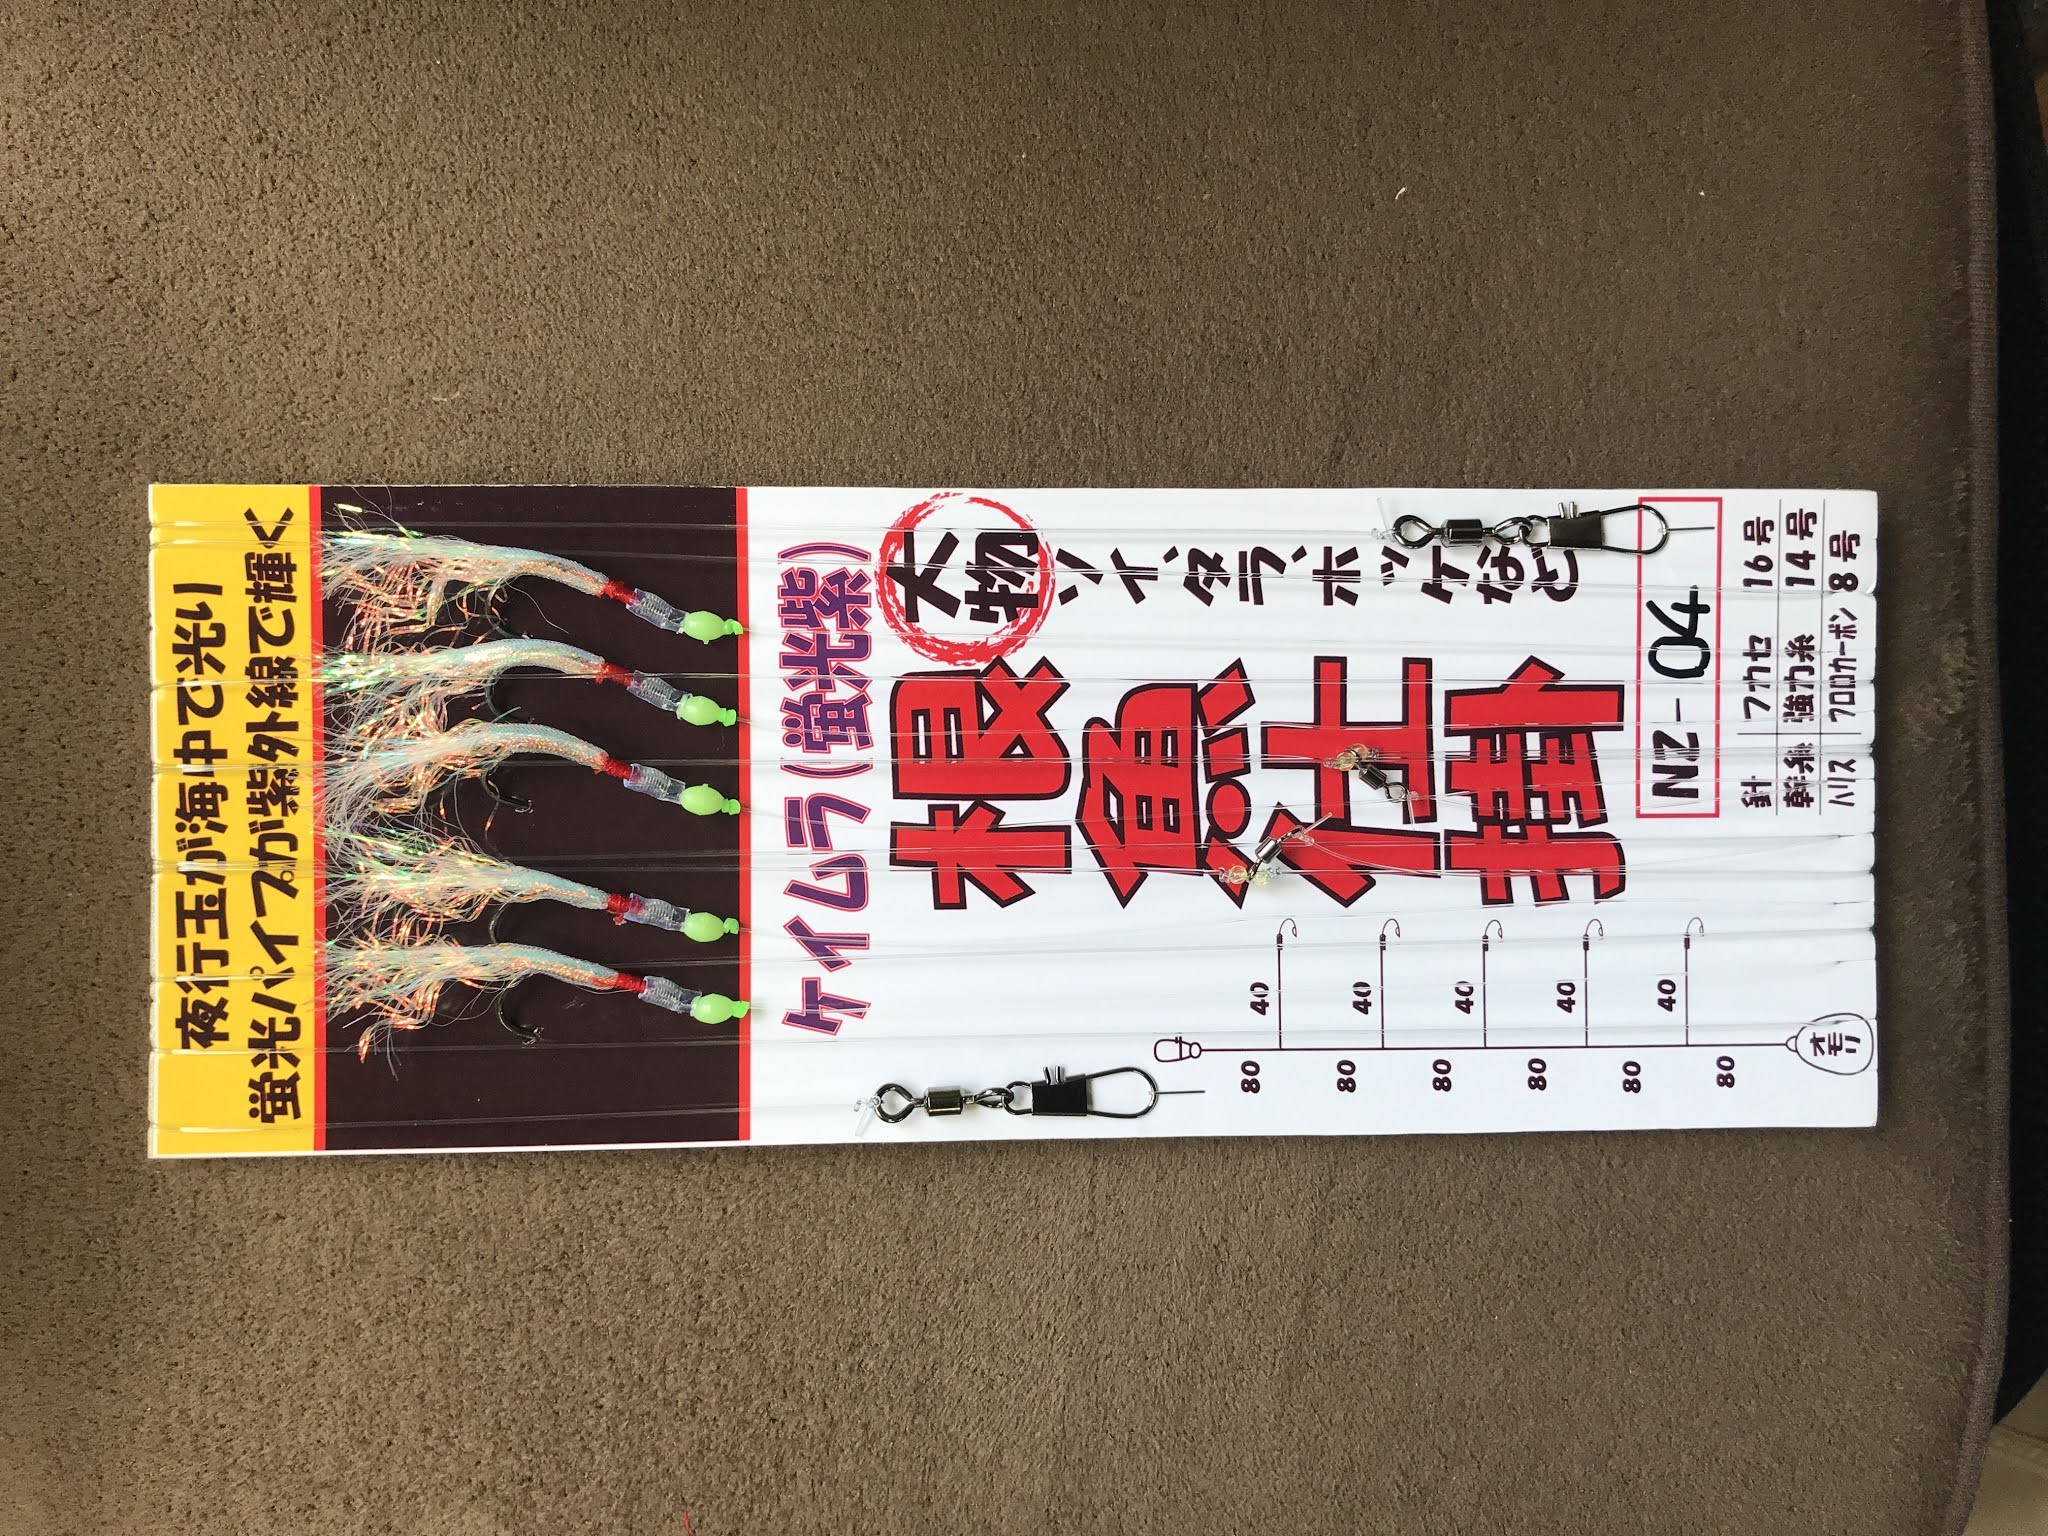 夜行玉が海中で光り
蛍光パイプが紫外線で輝く
ケイムラ(蛍光紫)
大物
ソイ、タラ、ホッケなど
根魚仕掛
NZ-04
針 フカセ 16号
幹糸 強力糸 14号
ハリス フロロカーボン 8号
80 40
80 40
80 40
80 40
80 40
80
オモリ